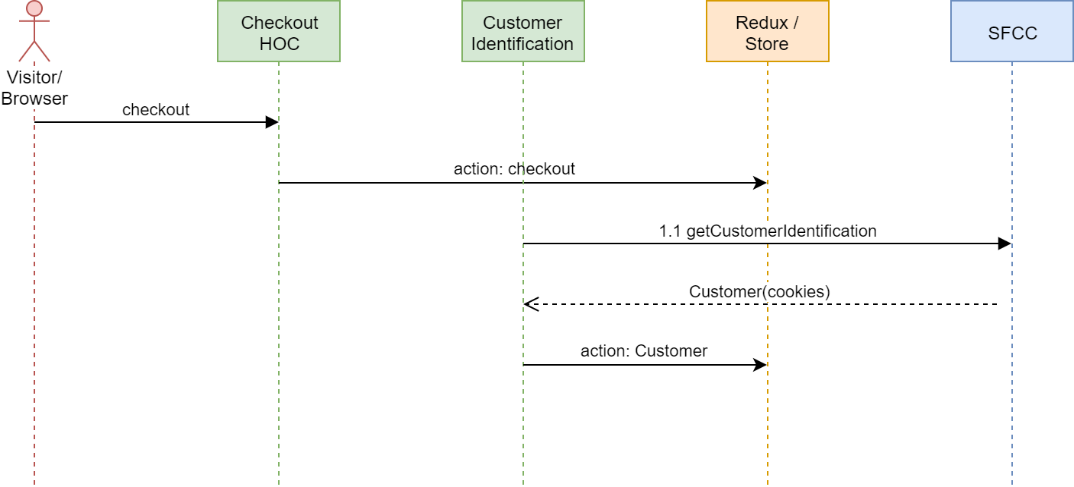 Visitor/
Browser
Checkout
HOC
Customer
Identification
Redux /
Store
SFCC
checkout
action: checkout
1.1 getCustomerIdentification
Customer(cookies)
action: Customer